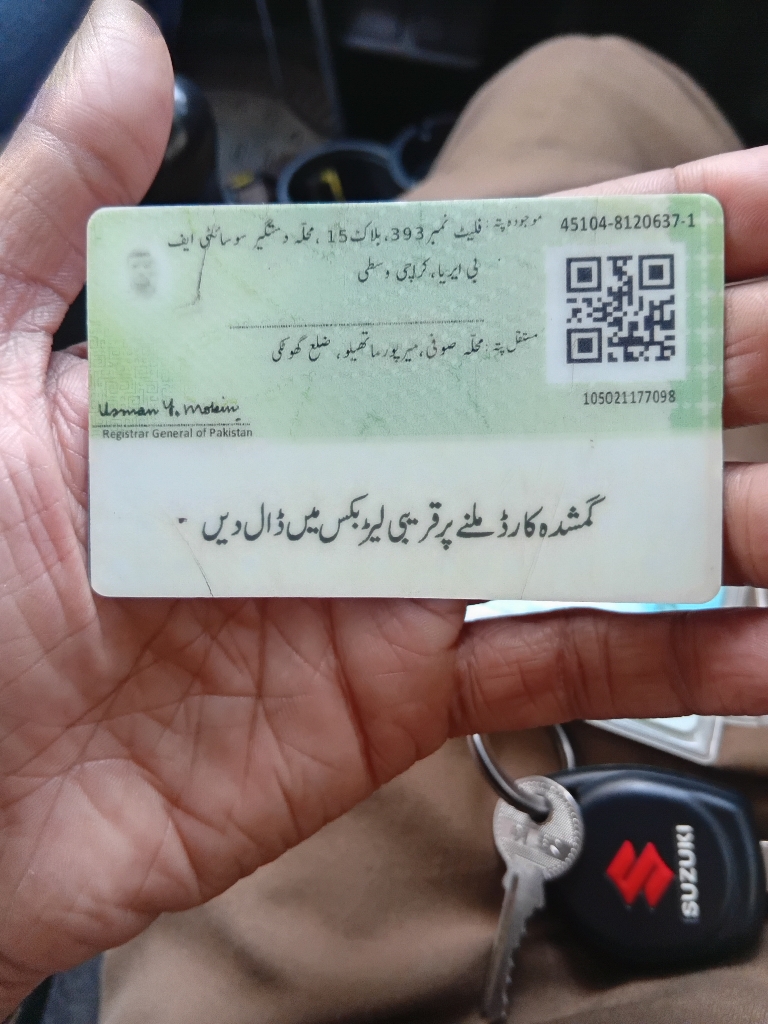 موجودہ پتہ: فلیٹ نمبر 393، بلاک 15، محلّہ دستگیر سوسائٹی ایف
بی ایریا، کراچی وسطی
45104-8120637-1
مستقل پتہ: محلّہ صوفی، میرپور ماتھیلو، ضلع گھوٹکی
105021177098
Usman Y. Mobin
Registrar General of Pakistan
گمشدہ کارڈ ملنے پر قریبی لیٹر بکس میں ڈال دیں
SUZUKI